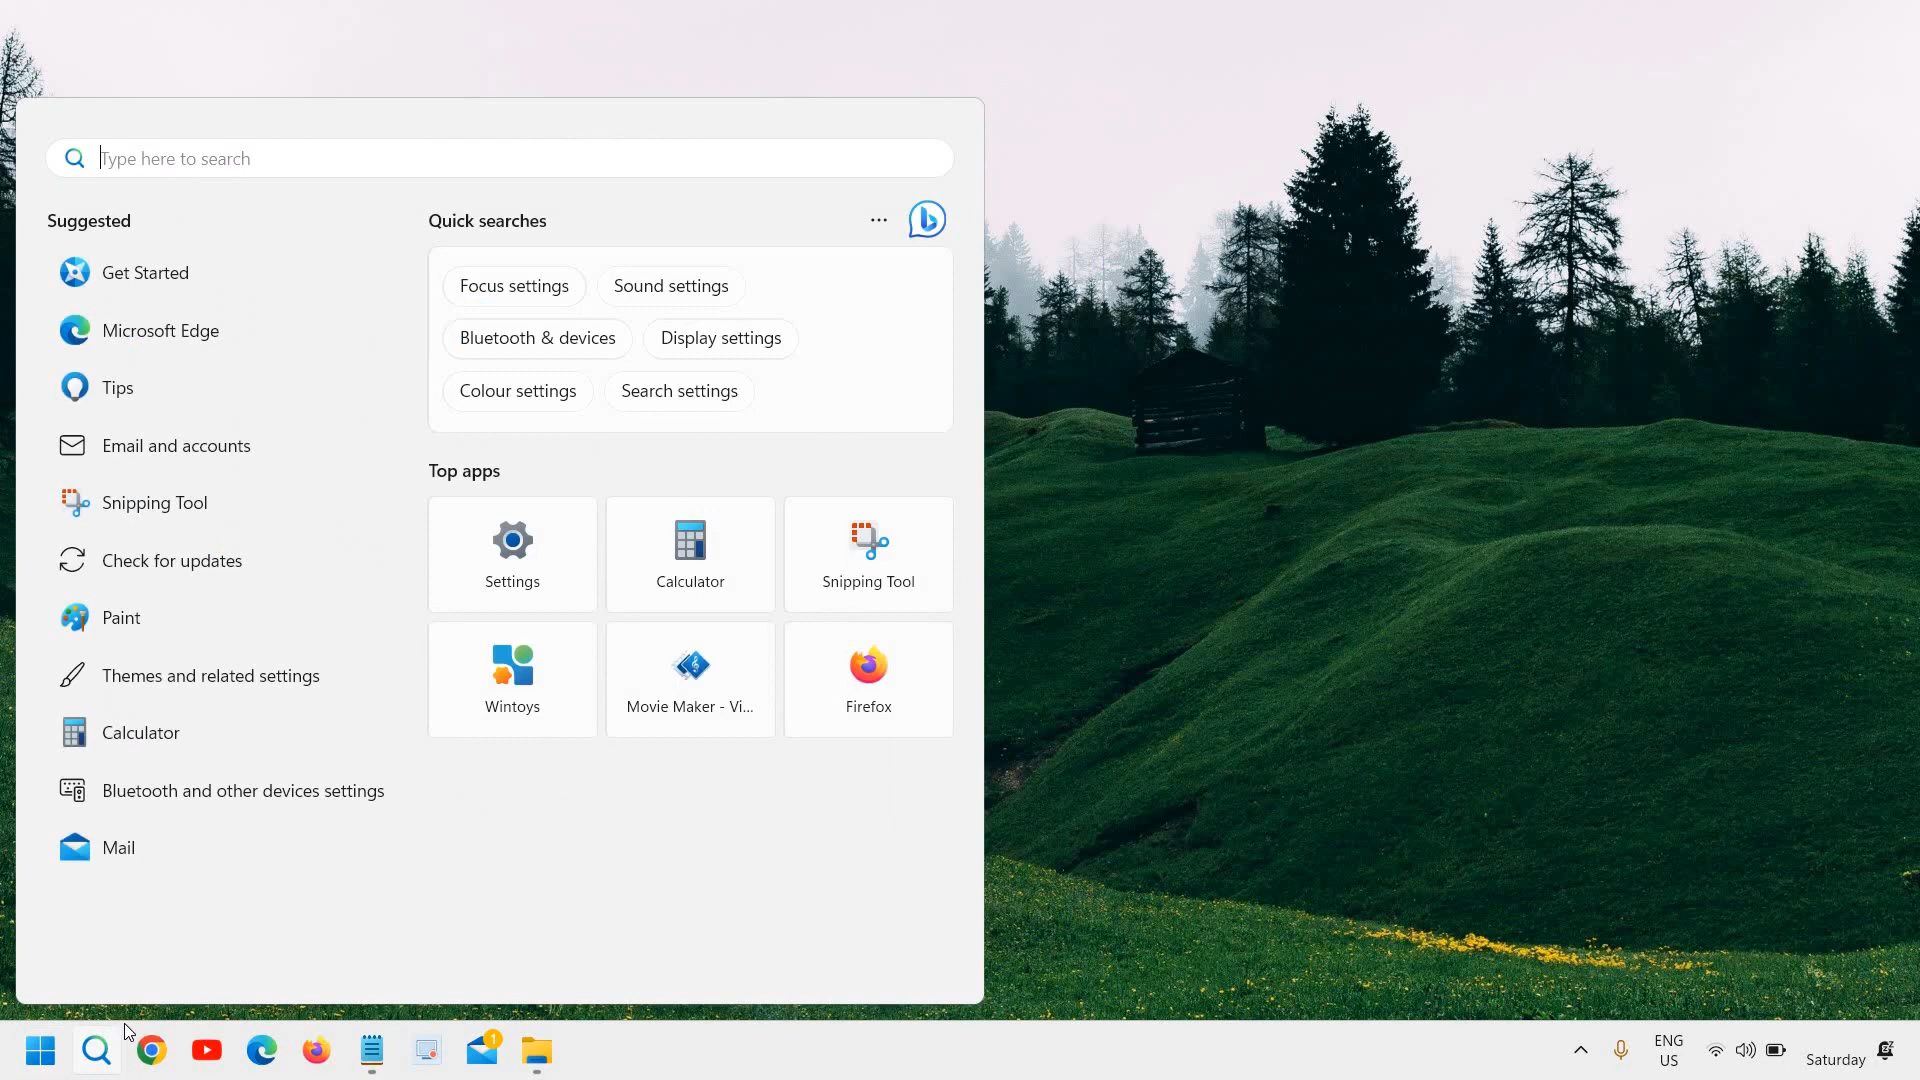 Type here to search
Suggested
Get Started
Microsoft Edge
Tips
Email and accounts
Snipping Tool
Check for updates
Paint
Themes and related settings
Calculator
Bluetooth and other devices settings
Mail
Quick searches
Focus settings
Sound settings
Bluetooth & devices
Display settings
Colour settings
Search settings
Top apps
Settings
Calculator
Snipping Tool
Wintoys
Movie Maker - Vi...
Firefox
1
ENG
US
Saturday